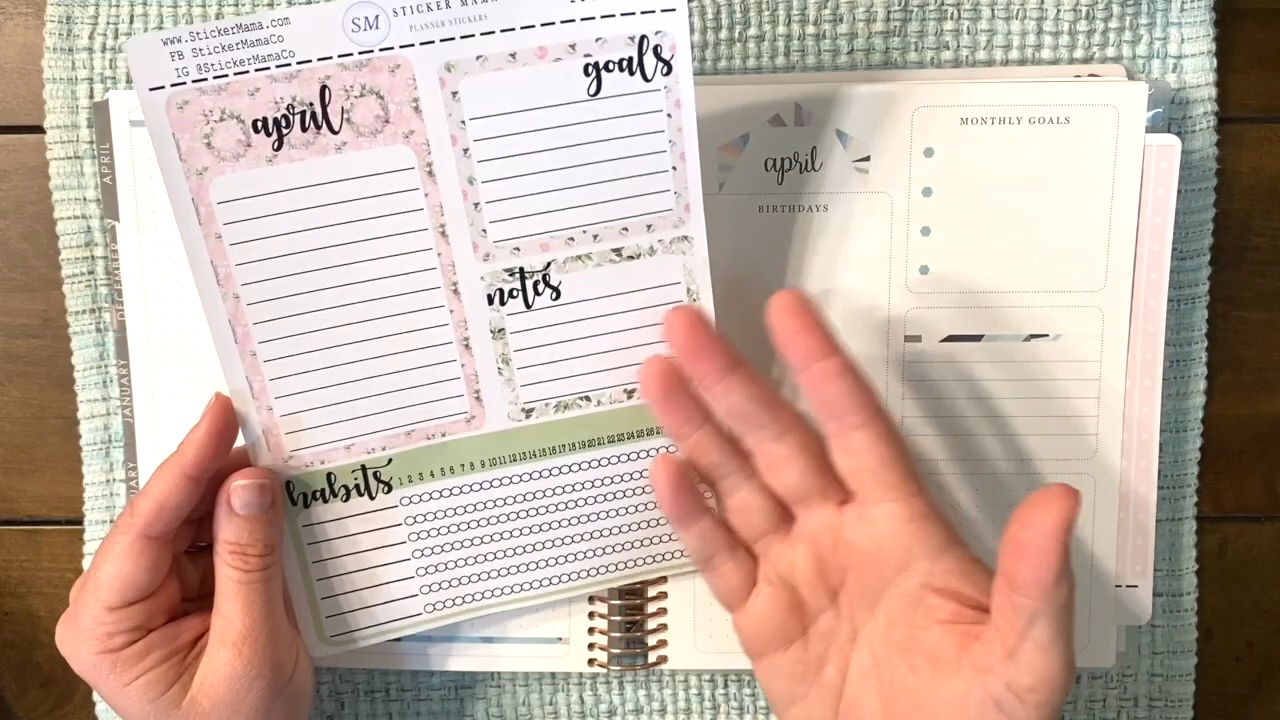 www.StickerMama.com
FB StickerMamaCo
IG @StickerMamaCo
SM
STICKER MAMA
PLANNER STICKERS
april
goals
notes
habits
1 2 3 4 5 6 7 8 9 10 11 12 13 14 15 16 17 18 19 20 21 22 23 24 25 26
APRIL
DECEMBER
JANUARY
april
BIRTHDAYS
MONTHLY GOALS